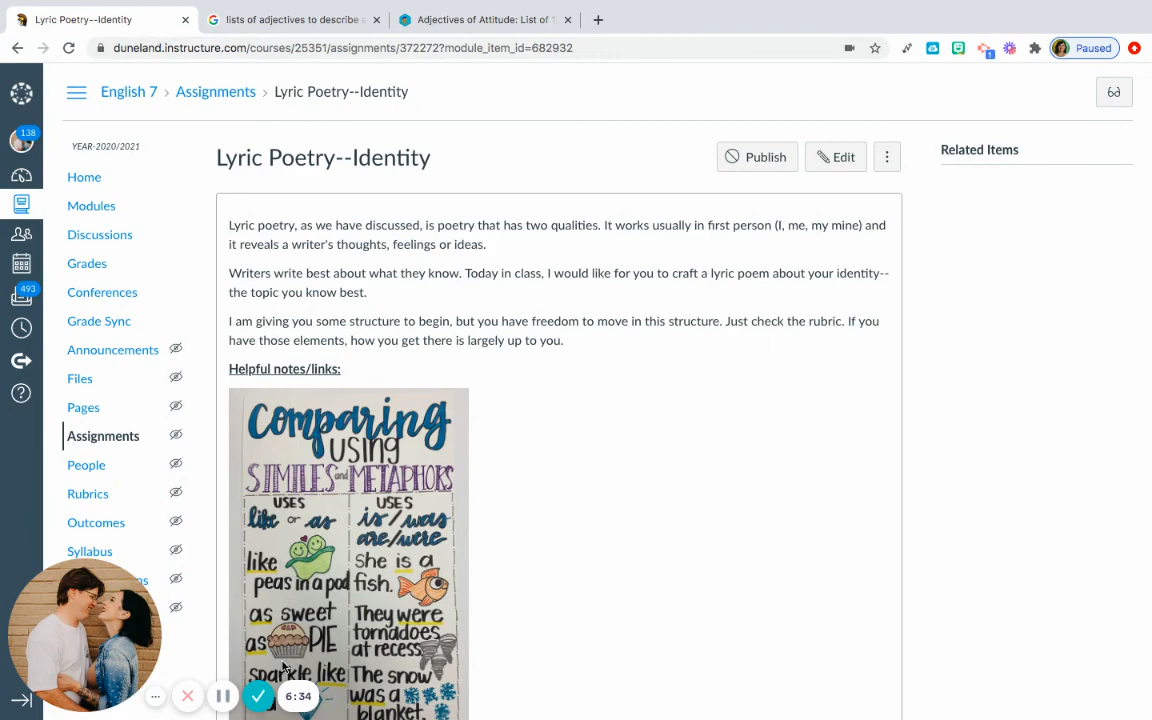 Lyric Poetry--Identity
lists of adjectives to describe a
Adjectives of Attitude: List of
duneland.instructure.com/courses/25351/assignments/372272?module_item_id=682932
1
Paused
English 7 › Assignments › Lyric Poetry--Identity
138
YEAR-2020/2021
Home
Modules
Discussions
Grades
Conferences
Grade Sync
Announcements
Files
Pages
Assignments
People
Rubrics
Outcomes
Syllabus
493
Lyric Poetry--Identity
Publish
Edit
Related Items
Lyric poetry, as we have discussed, is poetry that has two qualities. It works usually in first person (I, me, my mine) and
it reveals a writer's thoughts, feelings or ideas.
Writers write best about what they know. Today in class, I would like for you to craft a lyric poem about your identity--
the topic you know best.
I am giving you some structure to begin, but you have freedom to move in this structure. Just check the rubric. If you
have those elements, how you get there is largely up to you.
Helpful notes/links:
Comparing
USING
SIMILES and METAPHORS
USES
like or as
like
peas in a pod
as sweet
as PIE
sparkle like
USES
is/was
are/were
She is a
fish.
They were
tornadoes
at recess
The snow
was a
blanket.
6:34